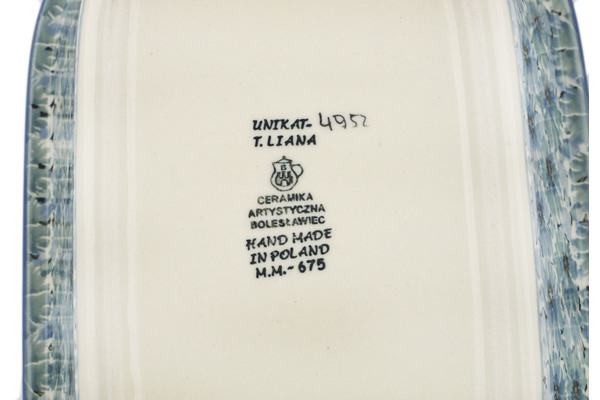 UNIKAT- 4952
T. LIANA
CERAMIKA
ARTYSTYCZNA
BOLESŁAWIEC
HAND MADE
IN POLAND
M.M.- 675